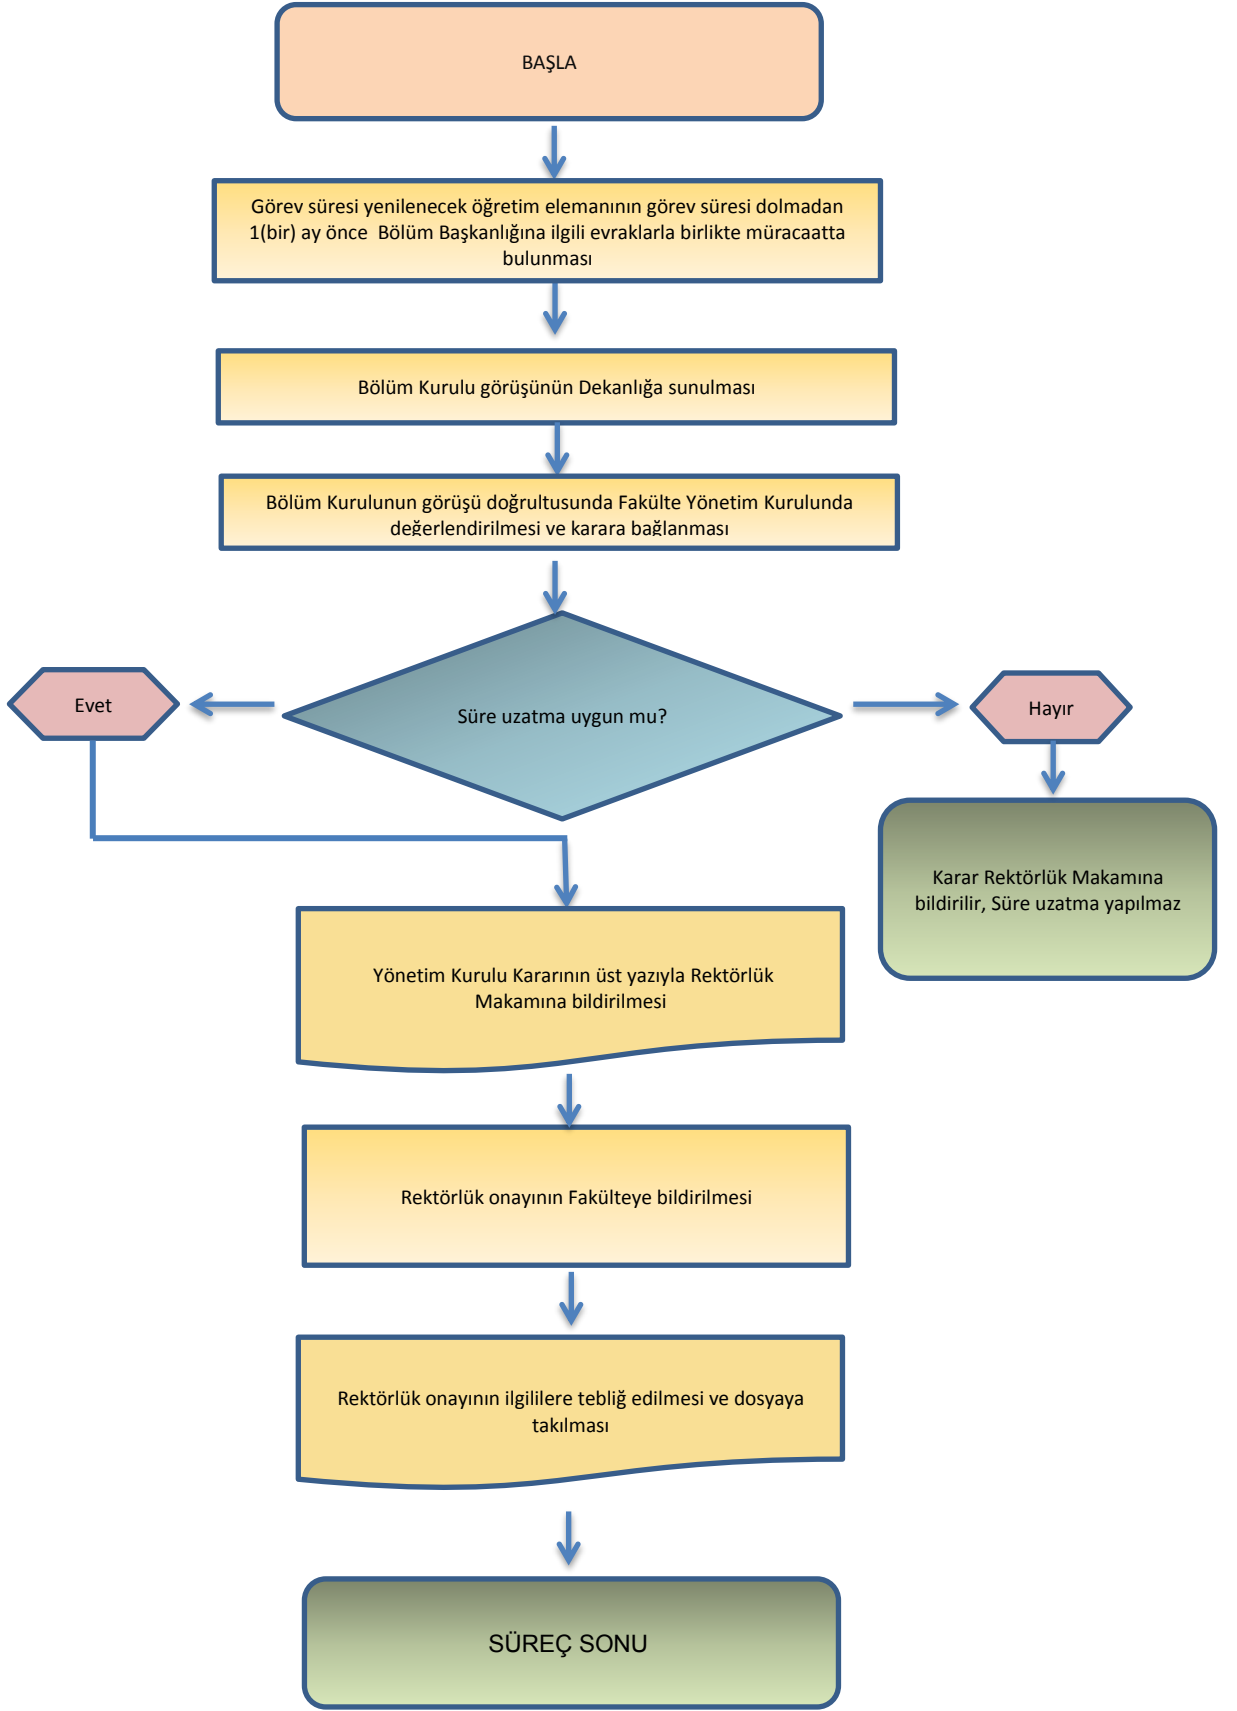 BAŞLA
Görev süresi yenilenecek öğretim elemanının görev süresi dolmadan
1(bir) ay önce  Bölüm Başkanlığına ilgili evraklarla birlikte müracaatta
bulunması
Bölüm Kurulu görüşünün Dekanlığa sunulması
Bölüm Kurulunun görüşü doğrultusunda Fakülte Yönetim Kurulunda
değerlendirilmesi ve karara bağlanması
Evet
Süre uzatma uygun mu?
Hayır
Karar Rektörlük Makamına
bildirilir, Süre uzatma yapılmaz
Yönetim Kurulu Kararının üst yazıyla Rektörlük
Makamına bildirilmesi
Rektörlük onayının Fakülteye bildirilmesi
Rektörlük onayının ilgililere tebliğ edilmesi ve dosyaya
takılması
SÜREÇ SONU